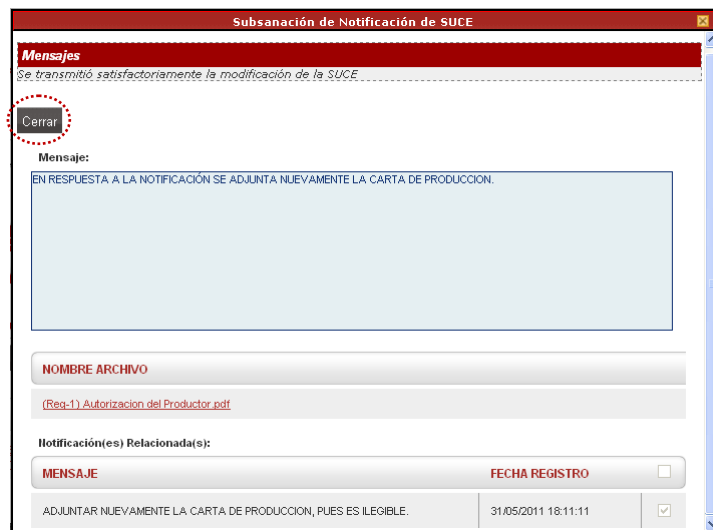 Subsanación de Notificación de SUCE
Mensajes
Se transmitió satisfactoriamente la modificación de la SUCE
Cerrar
Mensaje:
EN RESPUESTA A LA NOTIFICACIÓN SE ADJUNTA NUEVAMENTE LA CARTA DE PRODUCCION.
NOMBRE ARCHIVO
(Req-1) Autorizacion del Productor.pdf
Notificación(es) Relacionada(s):
MENSAJE FECHA REGISTRO
ADJUNTAR NUEVAMENTE LA CARTA DE PRODUCCION, PUES ES ILEGIBLE. 31/05/2011 18:11:11